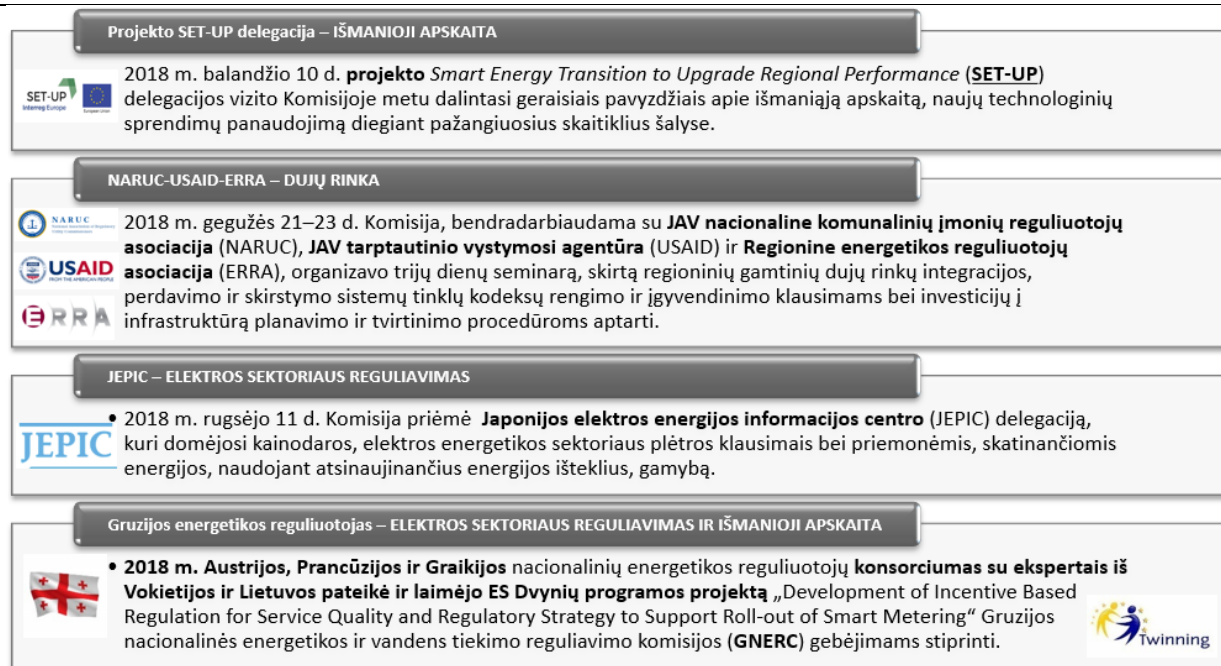 Projekto SET-UP delegacija – IŠMANIOJI APSKAITA
SET-UP
Interreg Europe
European Union
2018 m. balandžio 10 d. projekto Smart Energy Transition to Upgrade Regional Performance (SET-UP)
delegacijos vizito Komisijoje metu dalintasi geraisiais pavyzdžiais apie išmaniąją apskaitą, naujų technologinių
sprendimų panaudojimą diegiant pažangiuosius skaitiklius šalyse.
NARUC-USAID-ERRA – DUJŲ RINKA
NARUC
USAID
FROM THE AMERICAN PEOPLE
ERRA
2018 m. gegužės 21–23 d. Komisija, bendradarbiaudama su JAV nacionaline komunalinių įmonių reguliuotojų
asociacija (NARUC), JAV tarptautinio vystymosi agentūra (USAID) ir Regionine energetikos reguliuotojų
asociacija (ERRA), organizavo trijų dienų seminarą, skirtą regioninių gamtinių dujų rinkų integracijos,
perdavimo ir skirstymo sistemų tinklų kodeksų rengimo ir įgyvendinimo klausimams bei investicijų į
infrastruktūrą planavimo ir tvirtinimo procedūroms aptarti.
JEPIC – ELEKTROS SEKTORIAUS REGULIAVIMAS
JEPIC
• 2018 m. rugsėjo 11 d. Komisija priėmė Japonijos elektros energijos informacijos centro (JEPIC) delegaciją,
kuri domėjosi kainodaros, elektros energetikos sektoriaus plėtros klausimais bei priemonėmis, skatinančiomis
energijos, naudojant atsinaujinančius energijos išteklius, gamybą.
Gruzijos energetikos reguliuotojas – ELEKTROS SEKTORIAUS REGULIAVIMAS IR IŠMANIOJI APSKAITA
• 2018 m. Austrijos, Prancūzijos ir Graikijos nacionalinių energetikos reguliuotojų konsorciumas su ekspertais iš
Vokietijos ir Lietuvos pateikė ir laimėjo ES Dvynių programos projektą „Development of Incentive Based
Regulation for Service Quality and Regulatory Strategy to Support Roll-out of Smart Metering“ Gruzijos
nacionalinės energetikos ir vandens tiekimo reguliavimo komisijos (GNERC) gebėjimams stiprinti.
Twinning